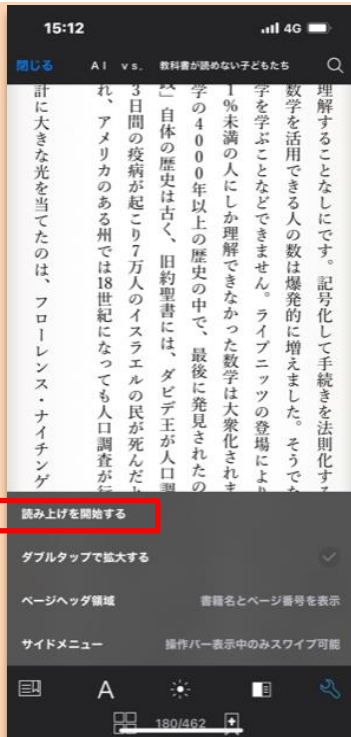 15:12 4G
閉じる AI vs. 教科書が読めない子どもたち
理解することなしにです。記号化して手続きを法則化す
数学を活用できる人の数は爆発的に増えました。そうでな
学を学ぶことなどできません。ライプニッツの登場により
1%未満の人にしか理解できなかった数学は大衆化されま
学の4000年以上の歴史の中で、最後に発見されたの
」自体の歴史は古く、旧約聖書には、ダビデ王が人口調
3日間の疫病が起こり7万人のイスラエルの民が死んだと
れ、アメリカのある州では18世紀になっても人口調査が行
計に大きな光を当てたのは、フローレンス・ナイチンゲ
読み上げを開始する
ダブルタップで拡大する
ページヘッダ領域 書籍名とページ番号を表示
サイドメニュー 操作バー表示中のみスワイプ可能
A
180/462